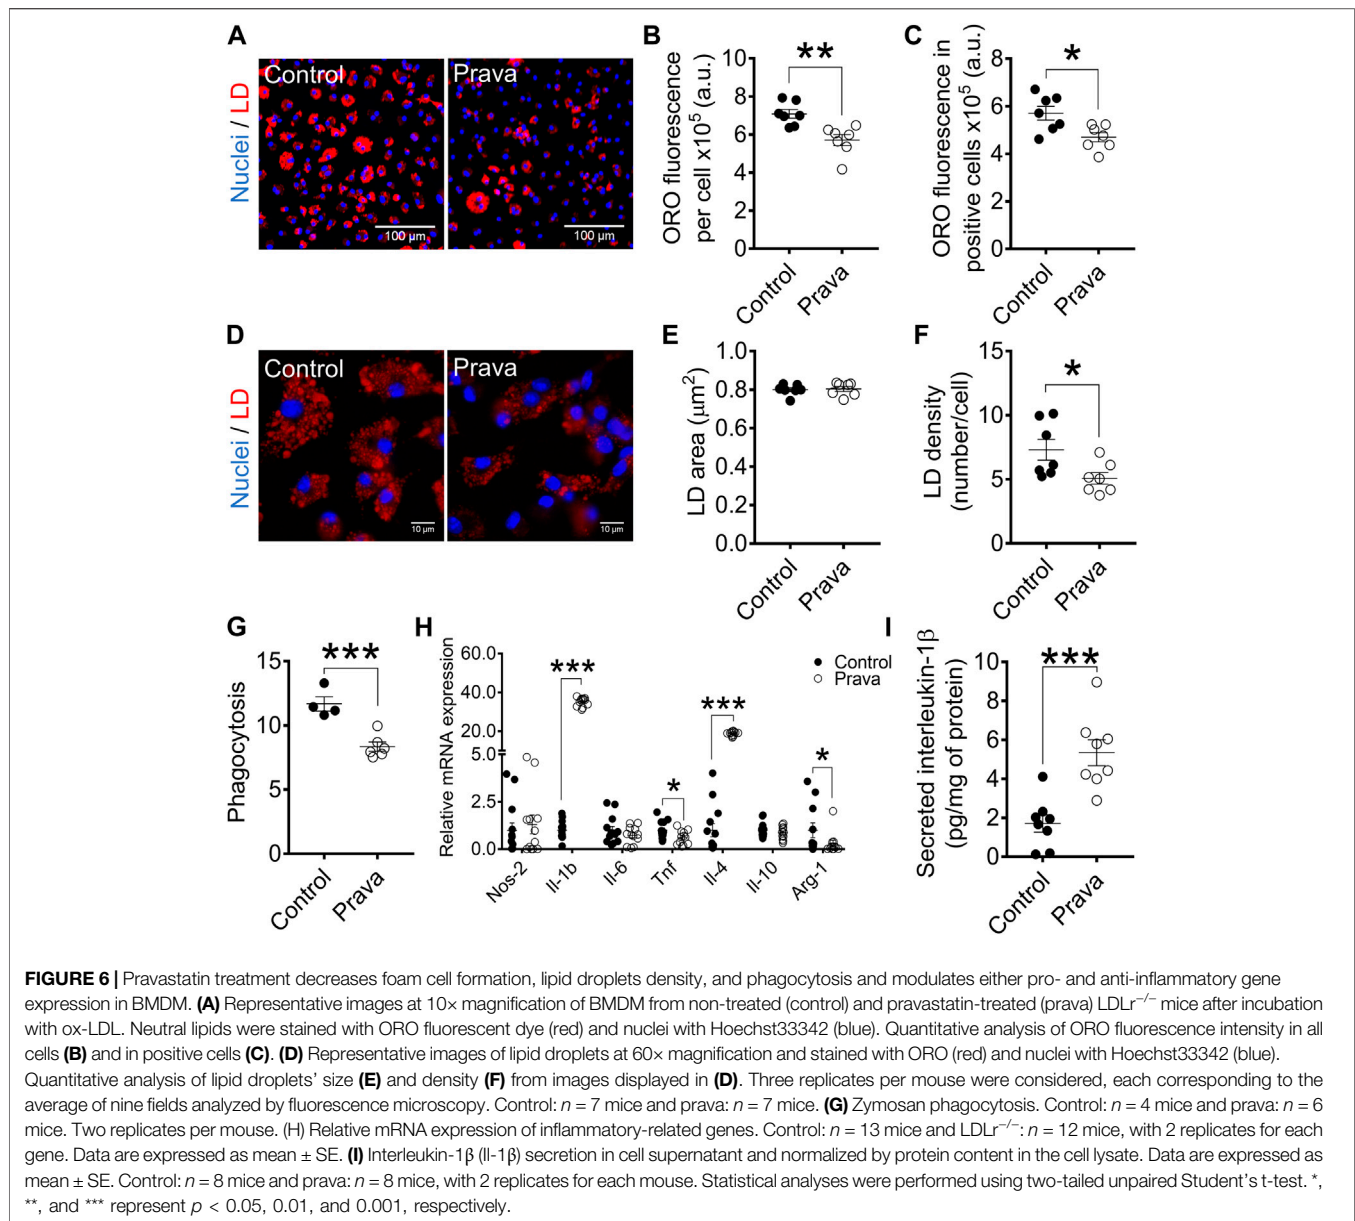 A
Nuclei / LD
Control
Prava
100 µm
100 µm
B
ORO fluorescence
per cell x10⁵ (a.u.)
10
8
6
4
2
0
**
Control
Prava
C
ORO fluorescence in
positive cells x10⁵ (a.u.)
8
6
4
2
0
*
Control
Prava
D
Nuclei / LD
Control
Prava
10 µm
10 µm
E
LD area (µm²)
1.0
0.8
0.6
0.4
0.2
0.0
Control
Prava
F
LD density
(number/cell)
15
10
5
0
*
Control
Prava
G
Phagocytosis
15
10
5
0
***
Control
Prava
H
Relative mRNA expression
60.0
40.0
20.0
5.0
2.5
0.0
***
*
***
*
Control
Prava
Nos-2
Il-1b
Il-6
Tnf
Il-4
Il-10
Arg-1
I
Secreted interleukin-1β
(pg/mg of protein)
10
8
6
4
2
0
***
Control
Prava
FIGURE 6 | Pravastatin treatment decreases foam cell formation, lipid droplets density, and phagocytosis and modulates either pro- and anti-inflammatory gene
expression in BMDM. (A) Representative images at 10× magnification of BMDM from non-treated (control) and pravastatin-treated (prava) LDLr⁻/⁻ mice after incubation
with ox-LDL. Neutral lipids were stained with ORO fluorescent dye (red) and nuclei with Hoechst33342 (blue). Quantitative analysis of ORO fluorescence intensity in all
cells (B) and in positive cells (C). (D) Representative images of lipid droplets at 60× magnification and stained with ORO (red) and nuclei with Hoechst33342 (blue).
Quantitative analysis of lipid droplets' size (E) and density (F) from images displayed in (D). Three replicates per mouse were considered, each corresponding to the
average of nine fields analyzed by fluorescence microscopy. Control: n = 7 mice and prava: n = 7 mice. (G) Zymosan phagocytosis. Control: n = 4 mice and prava: n = 6
mice. Two replicates per mouse. (H) Relative mRNA expression of inflammatory-related genes. Control: n = 13 mice and LDLr⁻/⁻: n = 12 mice, with 2 replicates for each
gene. Data are expressed as mean ± SE. (I) Interleukin-1β (Il-1β) secretion in cell supernatant and normalized by protein content in the cell lysate. Data are expressed as
mean ± SE. Control: n = 8 mice and prava: n = 8 mice, with 2 replicates for each mouse. Statistical analyses were performed using two-tailed unpaired Student's t-test. *,
**, and *** represent p < 0.05, 0.01, and 0.001, respectively.